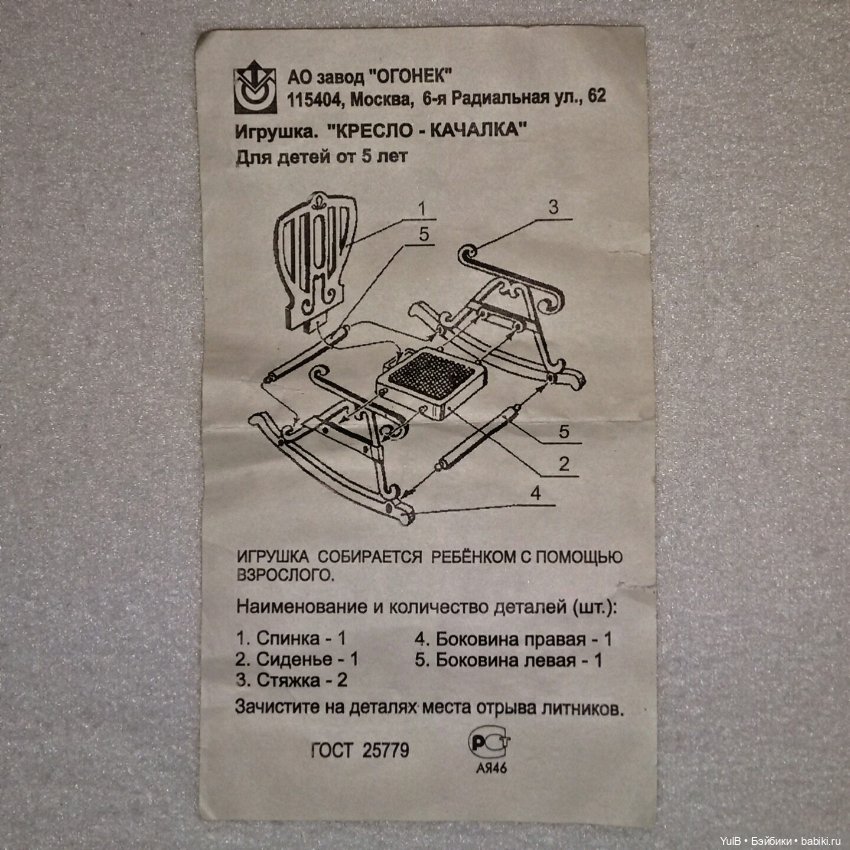 АО завод "ОГОНЕК"
115404, Москва, 6-я Радиальная ул., 62
Игрушка. "КРЕСЛО - КАЧАЛКА"
Для детей от 5 лет
1
3
5
5
2
4
ИГРУШКА СОБИРАЕТСЯ РЕБЁНКОМ С ПОМОЩЬЮ
ВЗРОСЛОГО.
Наименование и количество деталей (шт.):
1. Спинка - 1
4. Боковина правая - 1
2. Сиденье - 1
5. Боковина левая - 1
3. Стяжка - 2
Зачистите на деталях места отрыва литников.
ГОСТ 25779
РСТ
АЯ46
YulB • Бэйбики • babiki.ru